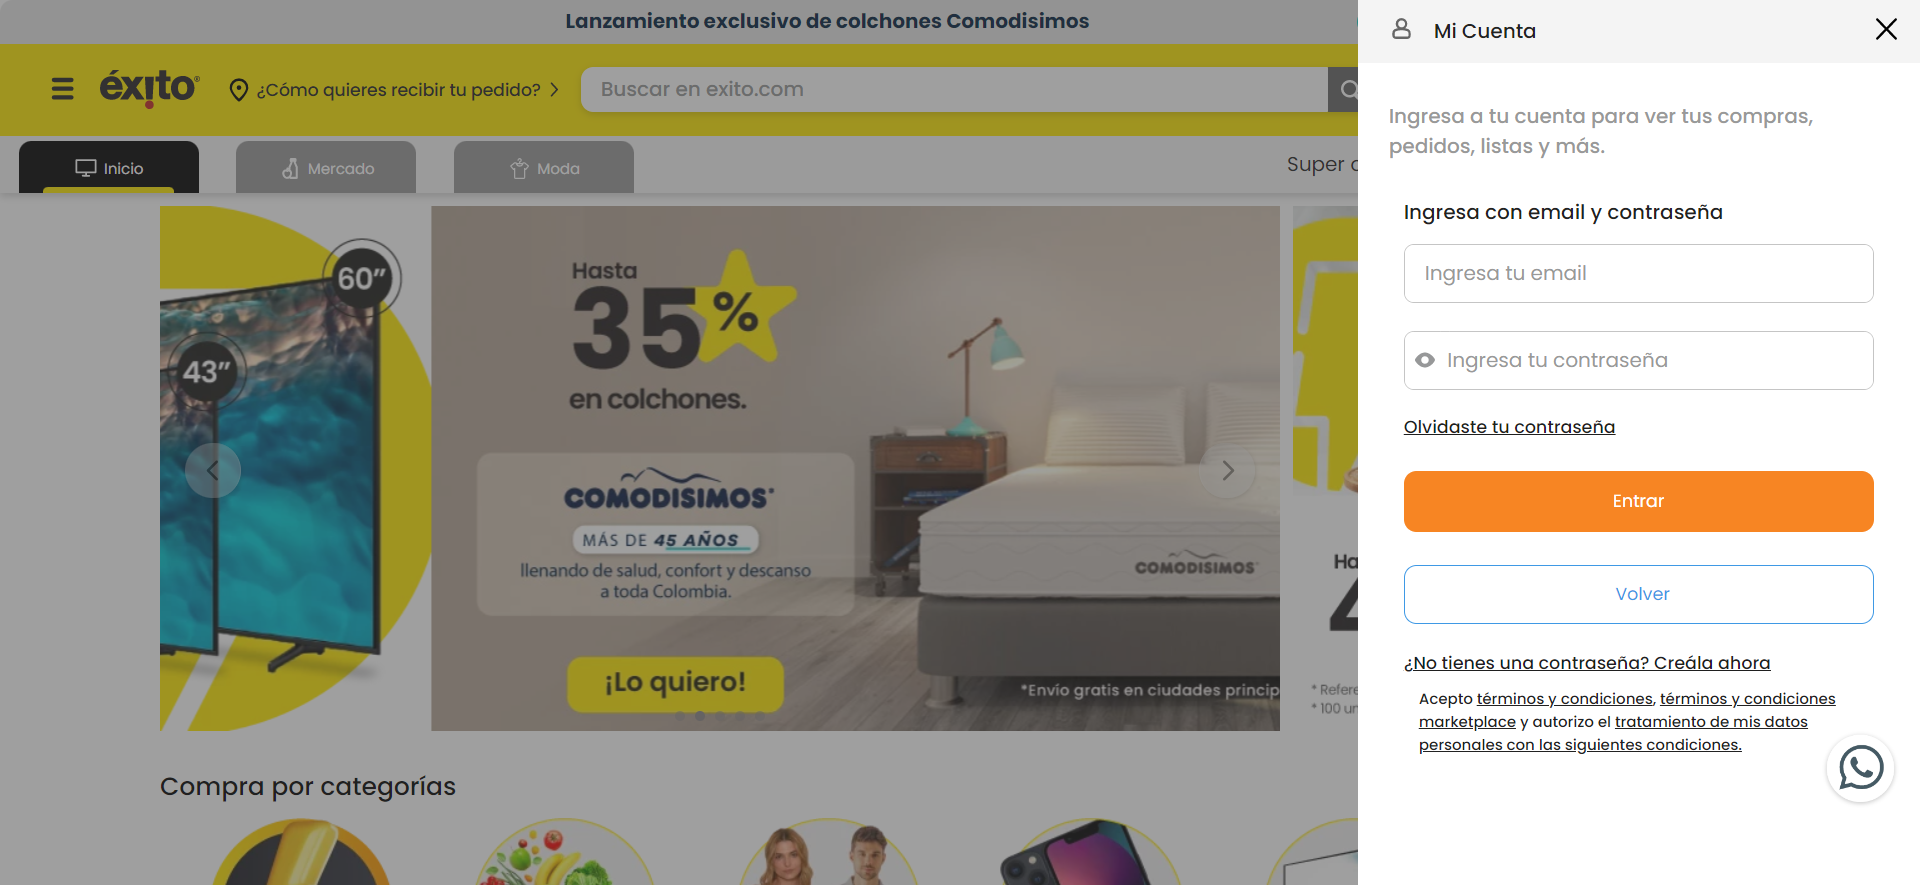 Lanzamiento exclusivo de colchones Comodisimos
éxito
¿Cómo quieres recibir tu pedido?
Buscar en exito.com
Inicio
Mercado
Moda
Super
60”
43”
Hasta
35%
en colchones.
COMODISIMOS
MÁS DE 45 AÑOS
llenando de salud, confort y descanso
a toda Colombia.
¡Lo quiero!
COMODISIMOS
*Envío gratis en ciudades princip
Ha
4
* Refere
* 100 un
Compra por categorías
Mi Cuenta
Ingresa a tu cuenta para ver tus compras,
pedidos, listas y más.
Ingresa con email y contraseña
Ingresa tu email
Ingresa tu contraseña
Olvidaste tu contraseña
Entrar
Volver
¿No tienes una contraseña? Creála ahora
Acepto términos y condiciones, términos y condiciones
marketplace y autorizo el tratamiento de mis datos
personales con las siguientes condiciones.